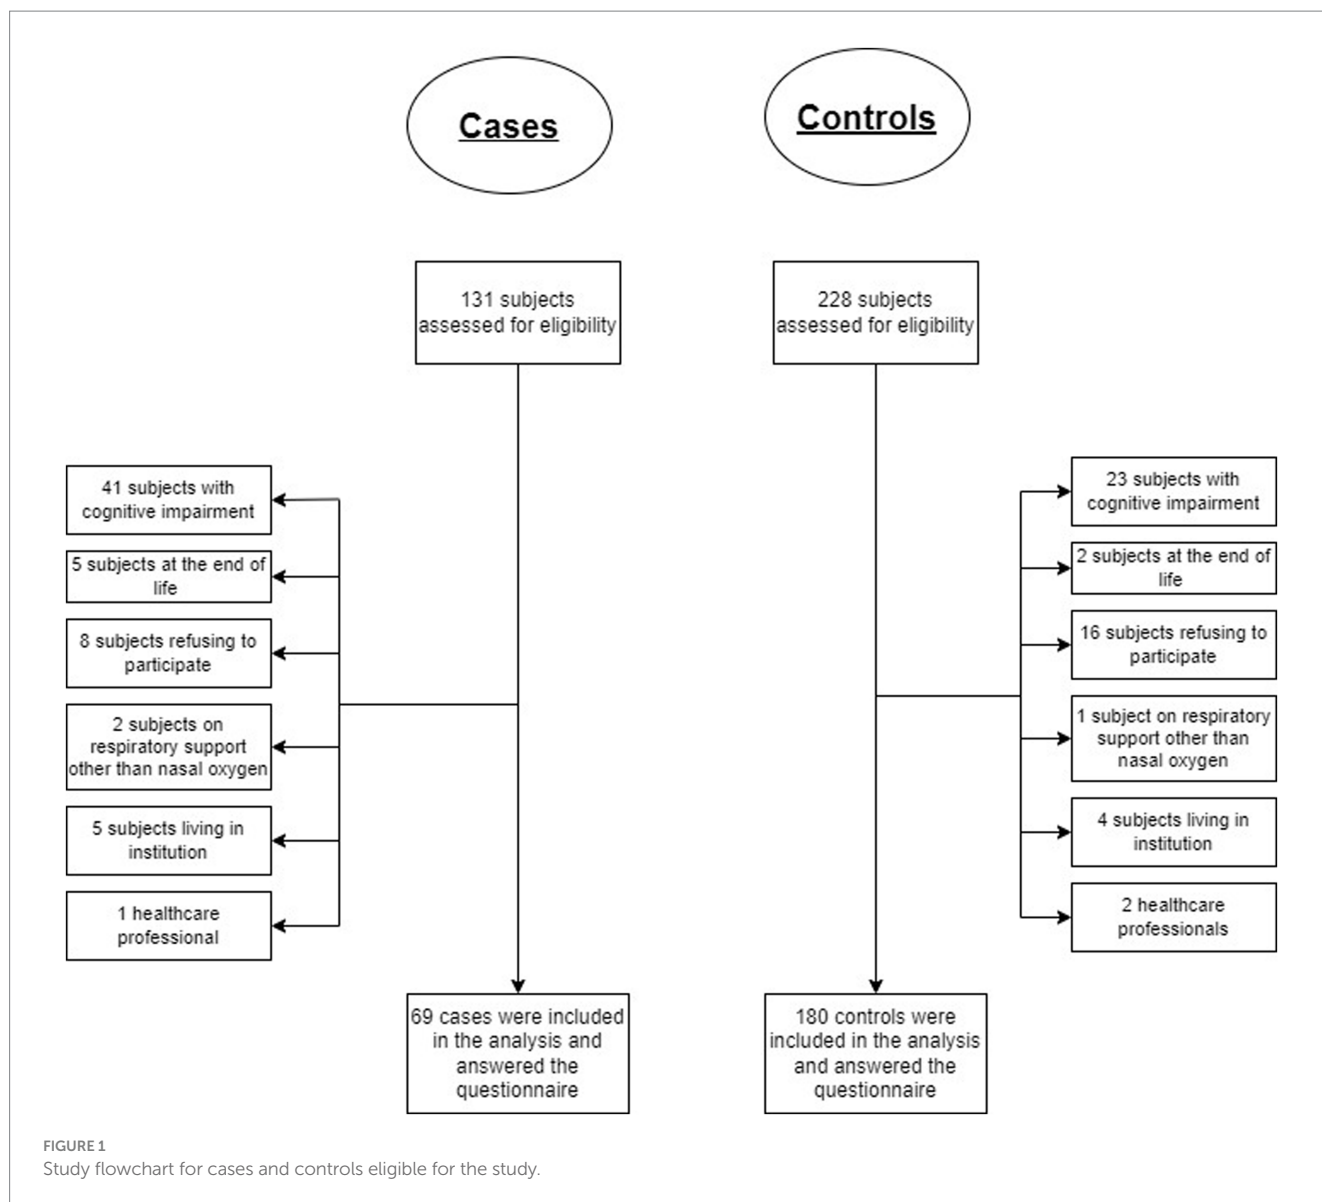 Cases
Controls
131 subjects
assessed for eligibility
228 subjects
assessed for eligibility
41 subjects with
cognitive impairment
5 subjects at the end of
life
8 subjects refusing to
participate
2 subjects on
respiratory support
other than nasal oxygen
5 subjects living in
institution
1 healthcare
professional
23 subjects with
cognitive impairment
2 subjects at the end of
life
16 subjects refusing to
participate
1 subject on respiratory
support other than
nasal oxygen
4 subjects living in
institution
2 healthcare
professionals
69 cases were included
in the analysis and
answered the
questionnaire
180 controls were
included in the analysis
and answered the
questionnaire
FIGURE 1
Study flowchart for cases and controls eligible for the study.